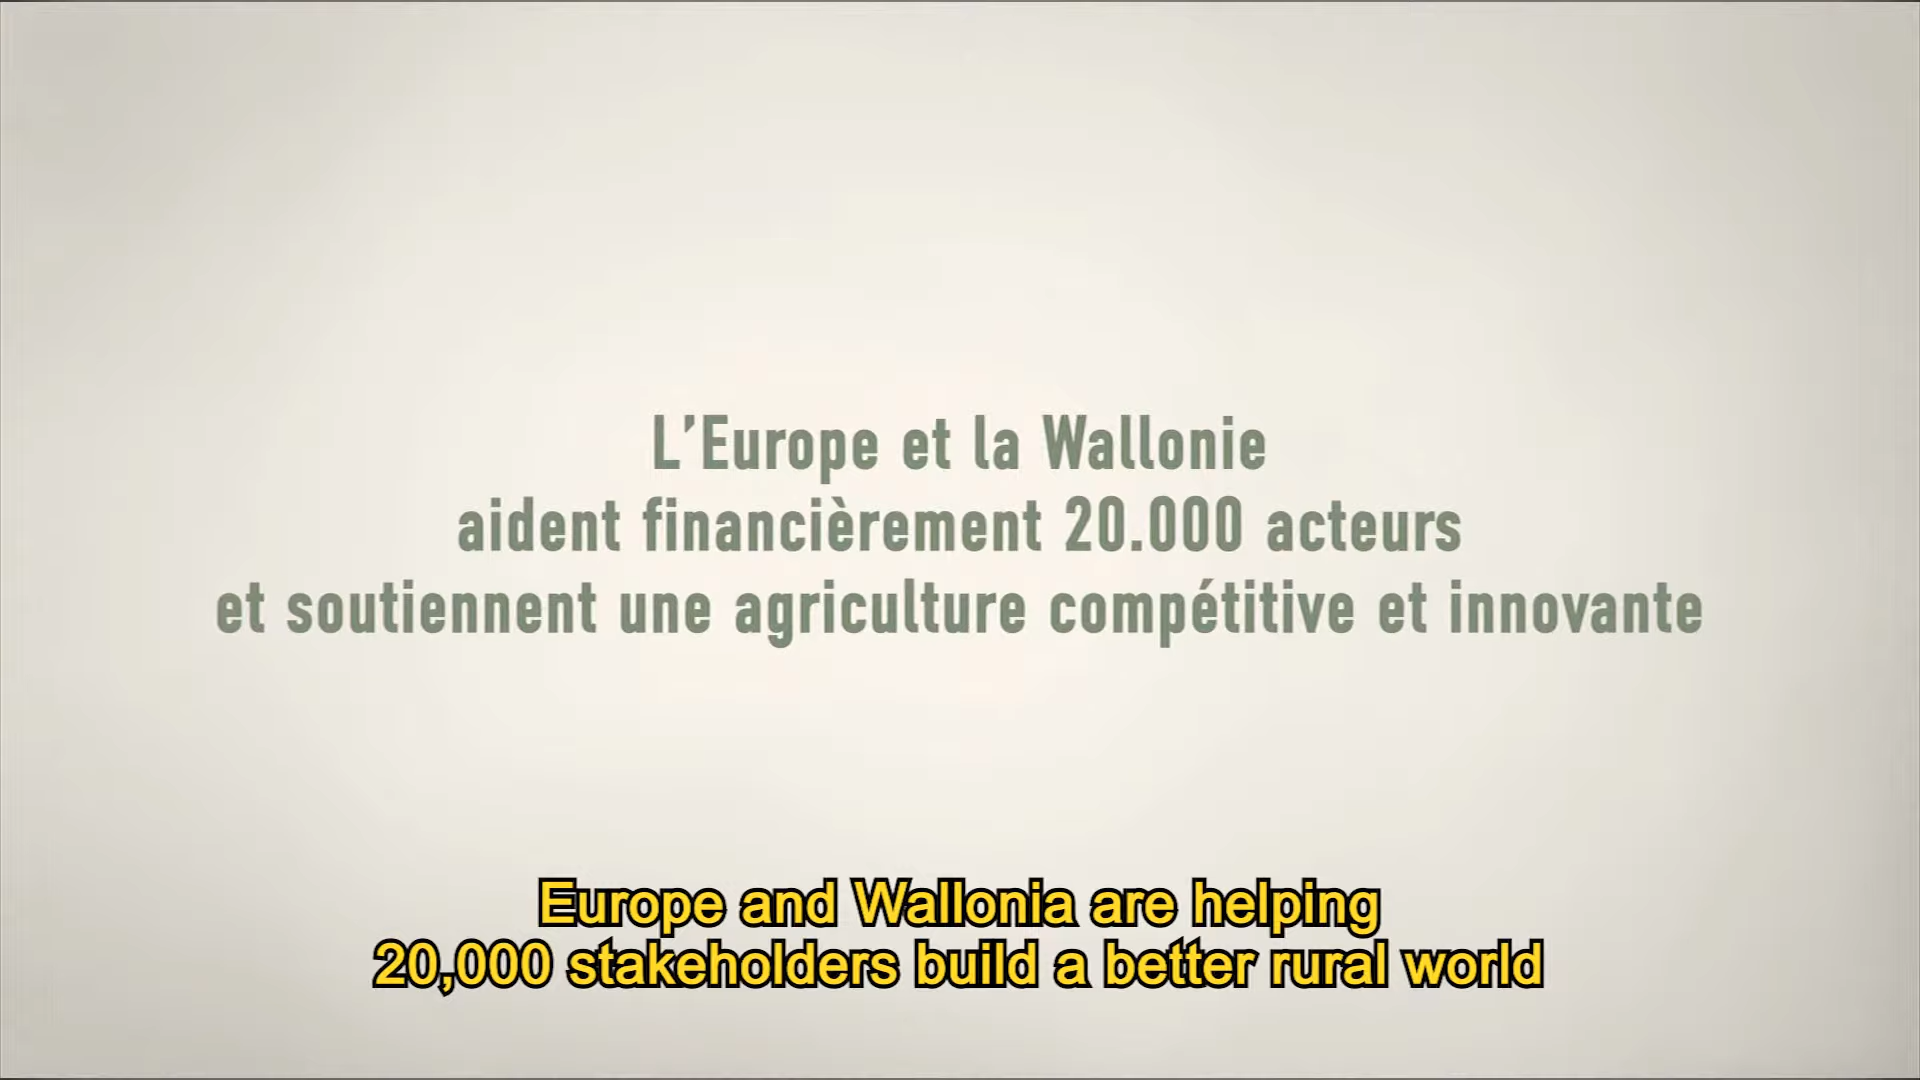 L’Europe et la Wallonie
aident financièrement 20.000 acteurs
et soutiennent une agriculture compétitive et innovante
Europe and Wallonia are helping
20,000 stakeholders build a better rural world